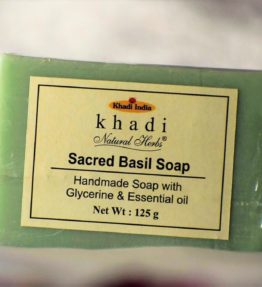 Khadi India
khadi
Natural Herbs®
Sacred Basil Soap
Handmade Soap with
Glycerine & Essential oil
Net Wt : 125 g